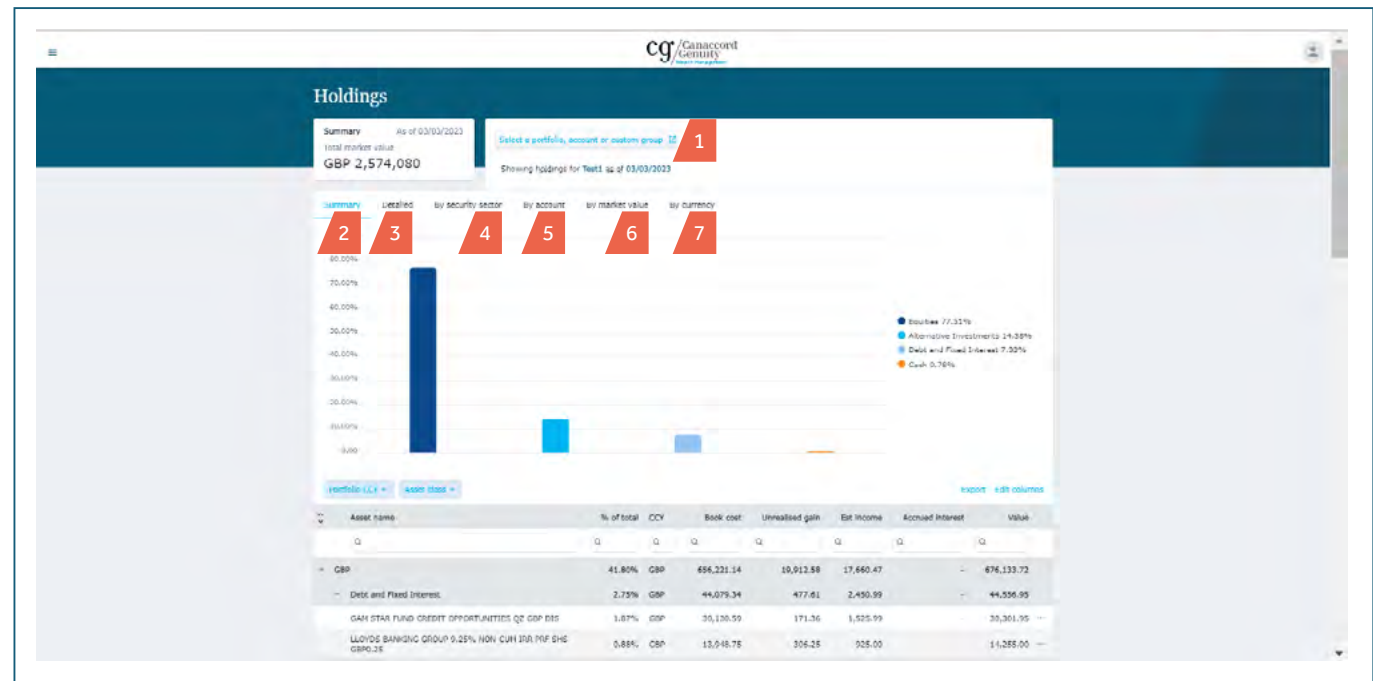 cg/Canaccord
Genuity
Wealth Management
Holdings
Summary As of 03/03/2023
Total market value
GBP 2,574,080
Select a portfolio, account or custom group
1
Showing holdings for Test1 as of 03/03/2023
Summary Detailed By security sector By account By market value By currency
2 3 4 5 6 7
80.00%
70.00%
60.00%
50.00%
40.00%
30.00%
20.00%
10.00%
0.00
Equities 77.31%
Alternative Investments 14.38%
Debt and Fixed Interest 7.33%
Cash 0.76%
Portfolio CCY Asset class Export Edit columns
Asset name % of total CCY Book cost Unrealised gain Est income Accrued interest Value
GBP 41.80% GBP 656,221.14 19,912.58 17,660.47 - 676,133.72
Debt and Fixed Interest 2.75% GBP 44,079.34 477.61 2,450.99 - 44,556.95
GAM STAR FUND CREDIT OPPORTUNITIES QZ GBP DIS 1.87% GBP 30,130.59 171.36 1,525.99 30,301.95 ...
LLOYDS BANKING GROUP 9.25% NON CUM IRR PRF SHS 0.88% GBP 13,948.75 306.25 925.00 14,255.00 ...
GBP0.25